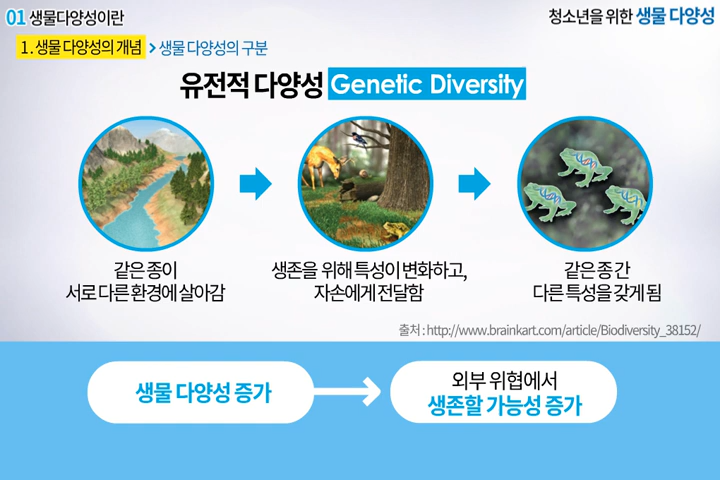 01 생물다양성이란
청소년을 위한 생물 다양성
1. 생물 다양성의 개념 > 생물 다양성의 구분
유전적 다양성 Genetic Diversity
같은 종이
서로 다른 환경에 살아감
생존을 위해 특성이 변화하고,
자손에게 전달함
같은 종 간
다른 특성을 갖게 됨
출처 : http://www.brainkart.com/article/Biodiversity_38152/
생물 다양성 증가
외부 위협에서
생존할 가능성 증가